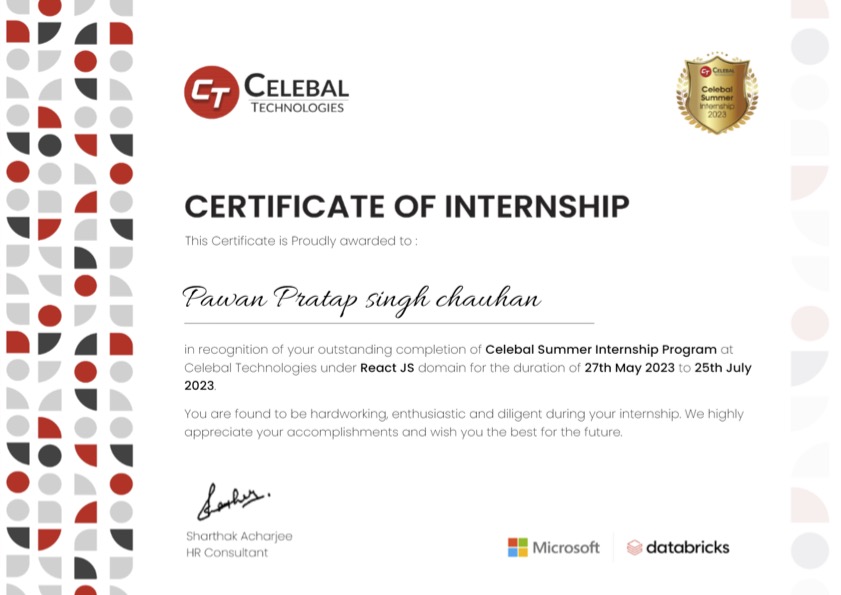 CT CELEBAL
TECHNOLOGIES
CT CELEBAL
Celebal
Summer
Internship
2023
CERTIFICATE OF INTERNSHIP
This Certificate is Proudly awarded to :
Pawan Pratap singh chauhan
in recognition of your outstanding completion of Celebal Summer Internship Program at
Celebal Technologies under React JS domain for the duration of 27th May 2023 to 25th July
2023.
You are found to be hardworking, enthusiastic and diligent during your internship. We highly
appreciate your accomplishments and wish you the best for the future.
Sharthak Acharjee
HR Consultant
Microsoft
databricks